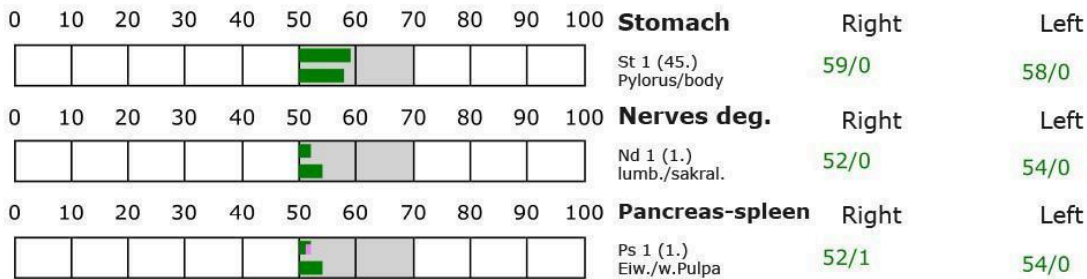 0 10 20 30 40 50 60 70 80 90 100 Stomach Right Left
St 1 (45.) 59/0 58/0
Pylorus/body
0 10 20 30 40 50 60 70 80 90 100 Nerves deg. Right Left
Nd 1 (1.) 52/0 54/0
lumb./sakral.
0 10 20 30 40 50 60 70 80 90 100 Pancreas-spleen Right Left
Ps 1 (1.) 52/1 54/0
Eiw./w.Pulpa